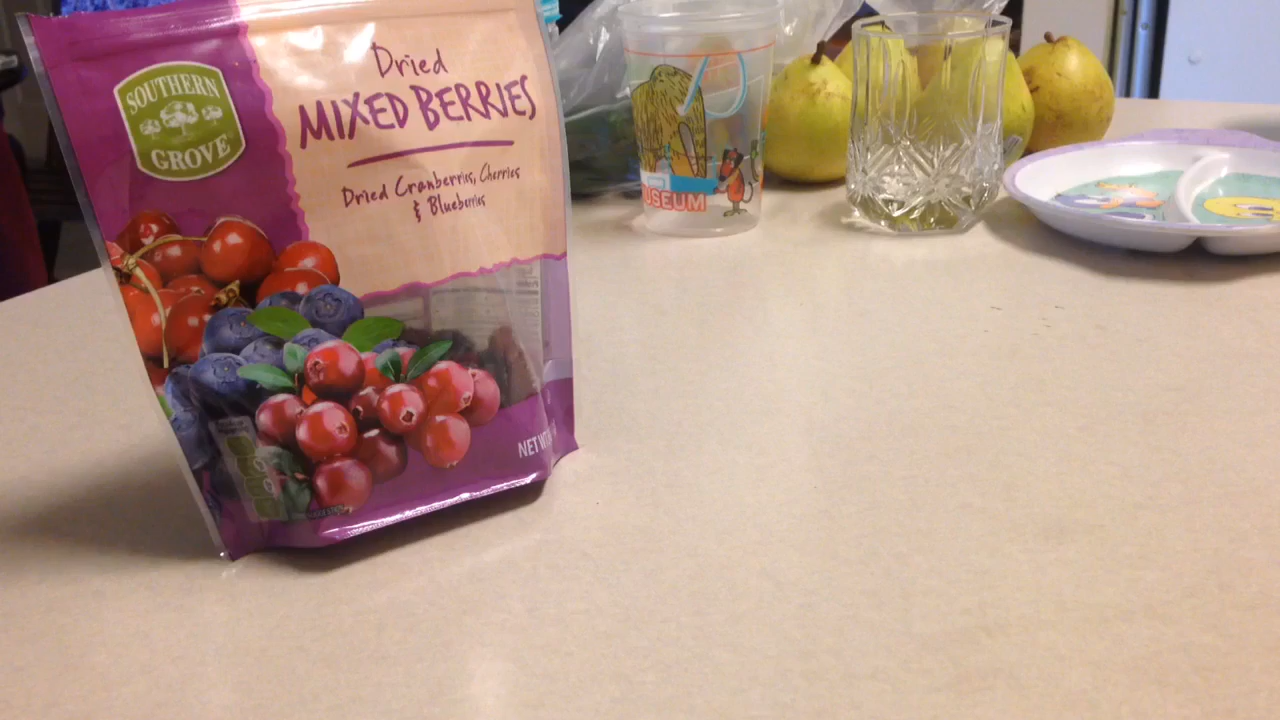 SOUTHERN
GROVE
Dried
MIXED BERRIES
Dried Cranberries, Cherries
& Blueberries
NET WT
USEUM